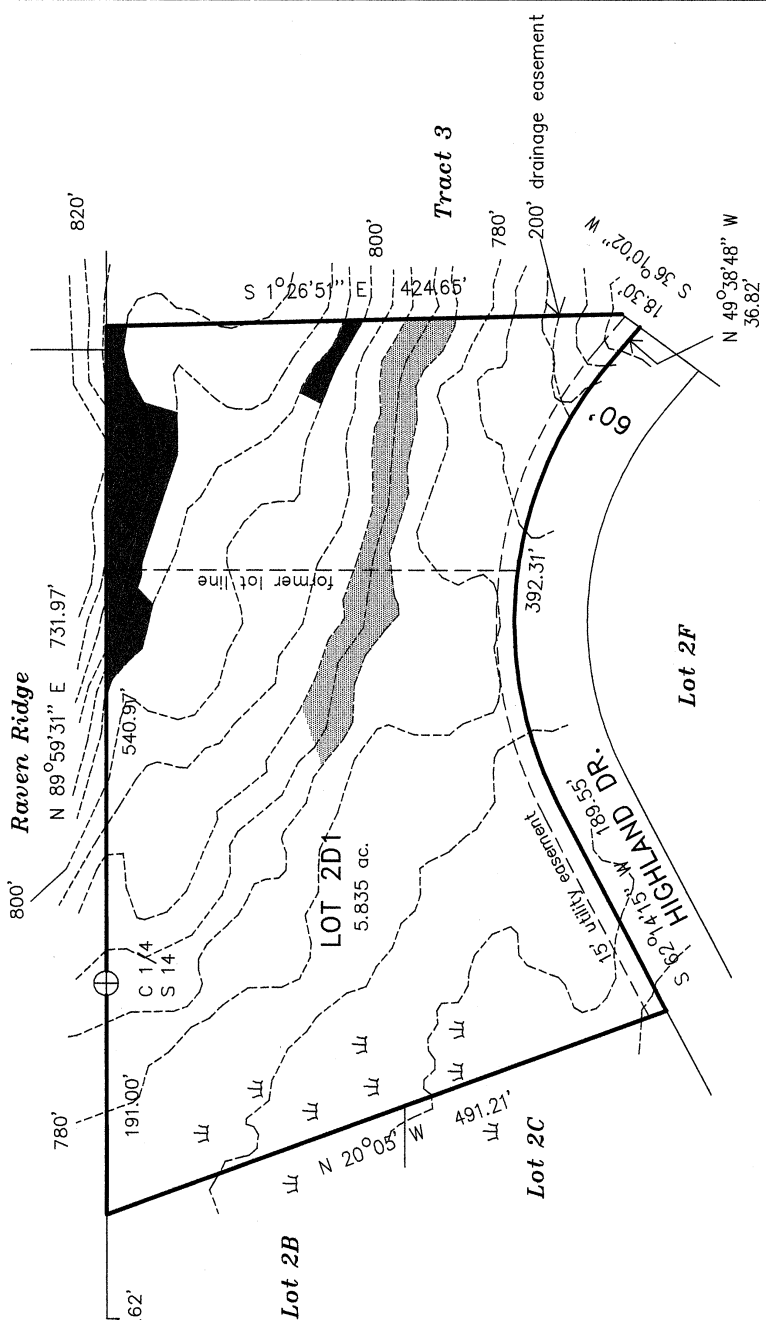 Raven Ridge
N 89°59'31" E 731.97'
800'
820'
780'
191.00'
540.97'
C 1/4
S 14
S 1°26'51" E 424.65'
800'
Tract 3
780'
200' drainage easement
former lot line
LOT 2D1
5.835 ac.
Lot 2B
.62'
N 20°05' W 491.21'
Lot 2C
15' utility easement
S 62°14'15" W 189.55'
HIGHLAND DR.
392.31'
60'
18.30'
S 36°10'02" W
N 49°38'48" W
36.82'
Lot 2F